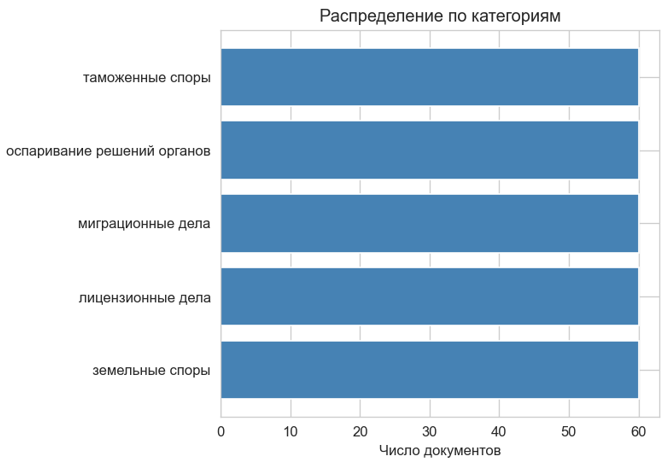 Распределение по категориям
таможенные споры
оспаривание решений органов
миграционные дела
лицензионные дела
земельные споры
0 10 20 30 40 50 60
Число документов